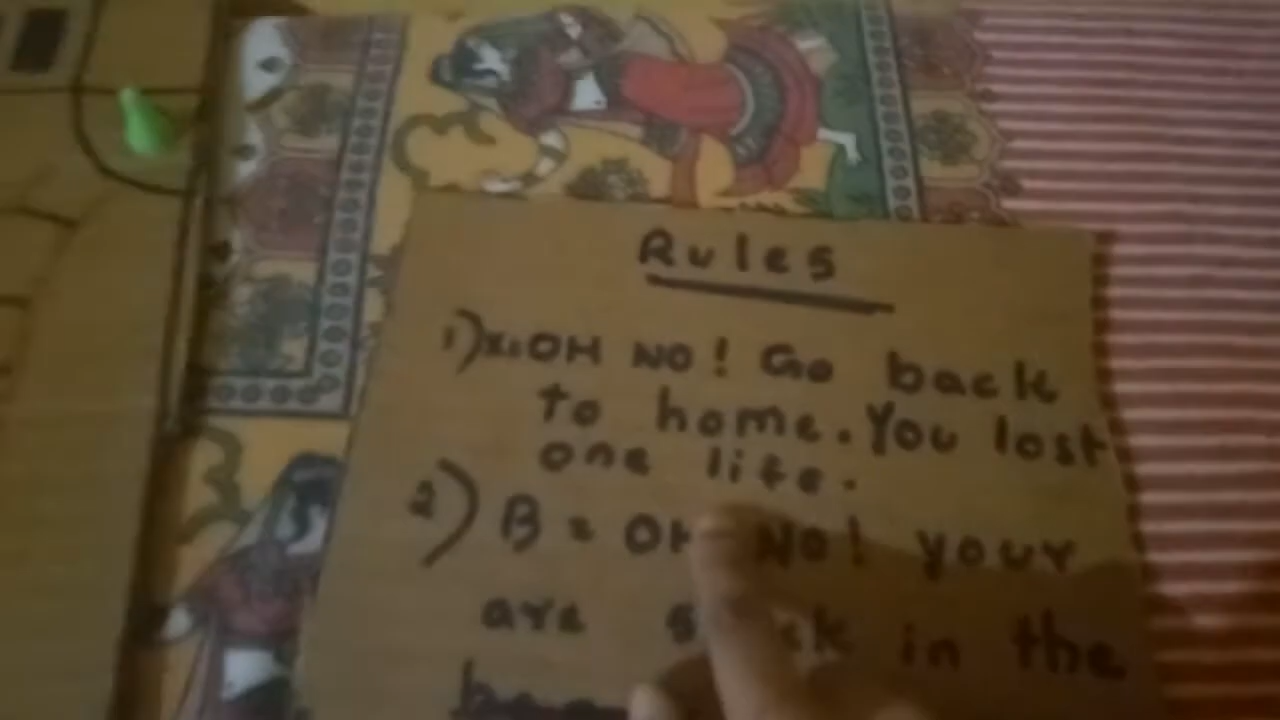 Rules
1) X=OH NO! Go back
to home. You lost
one life.
2) B = OH NO! your
are in the